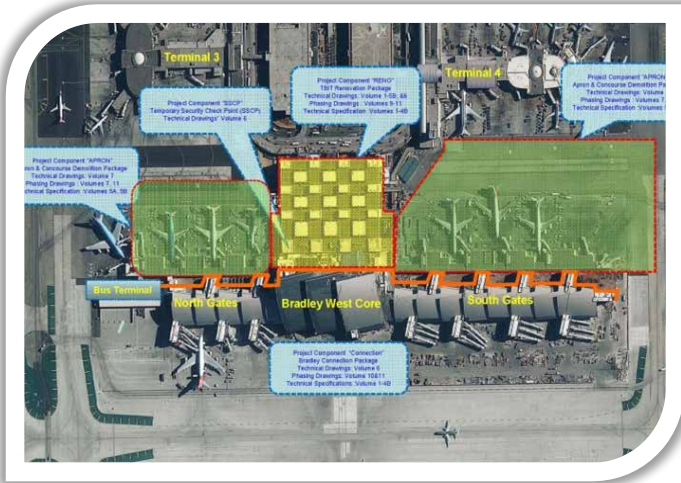 Terminal 3
Project Component "SSCP"
Temporary Security Check Point (SSCP)
Technical Drawings" Volume 6
Project Component "RENO"
TBIT Renovation Package
Technical Drawings: Volume 1-5B, &6
Phasing Drawings : Volumes 9-11
Technical Specification :Volumes 1-4B
Terminal 4
Project Component "APRON"
Apron & Concourse Demolition Pa
Technical Drawings: Volume
Phasing Drawings : Volumes 7,
Technical Specification :Volumes
Project Component "APRON"
& Concourse Demolition Package
Technical Drawings: Volume 7
Phasing Drawings : Volumes 7, 11
Technical Specification :Volumes 5A, 5B
Bus Terminal
North Gates
Bradley West Core
South Gates
Project Component "Connection"
Bradley Connection Package
Technical Drawings: Volume 6
Phasing Drawings: Volume 10&11
Technical Specifications: Volume 1-4B